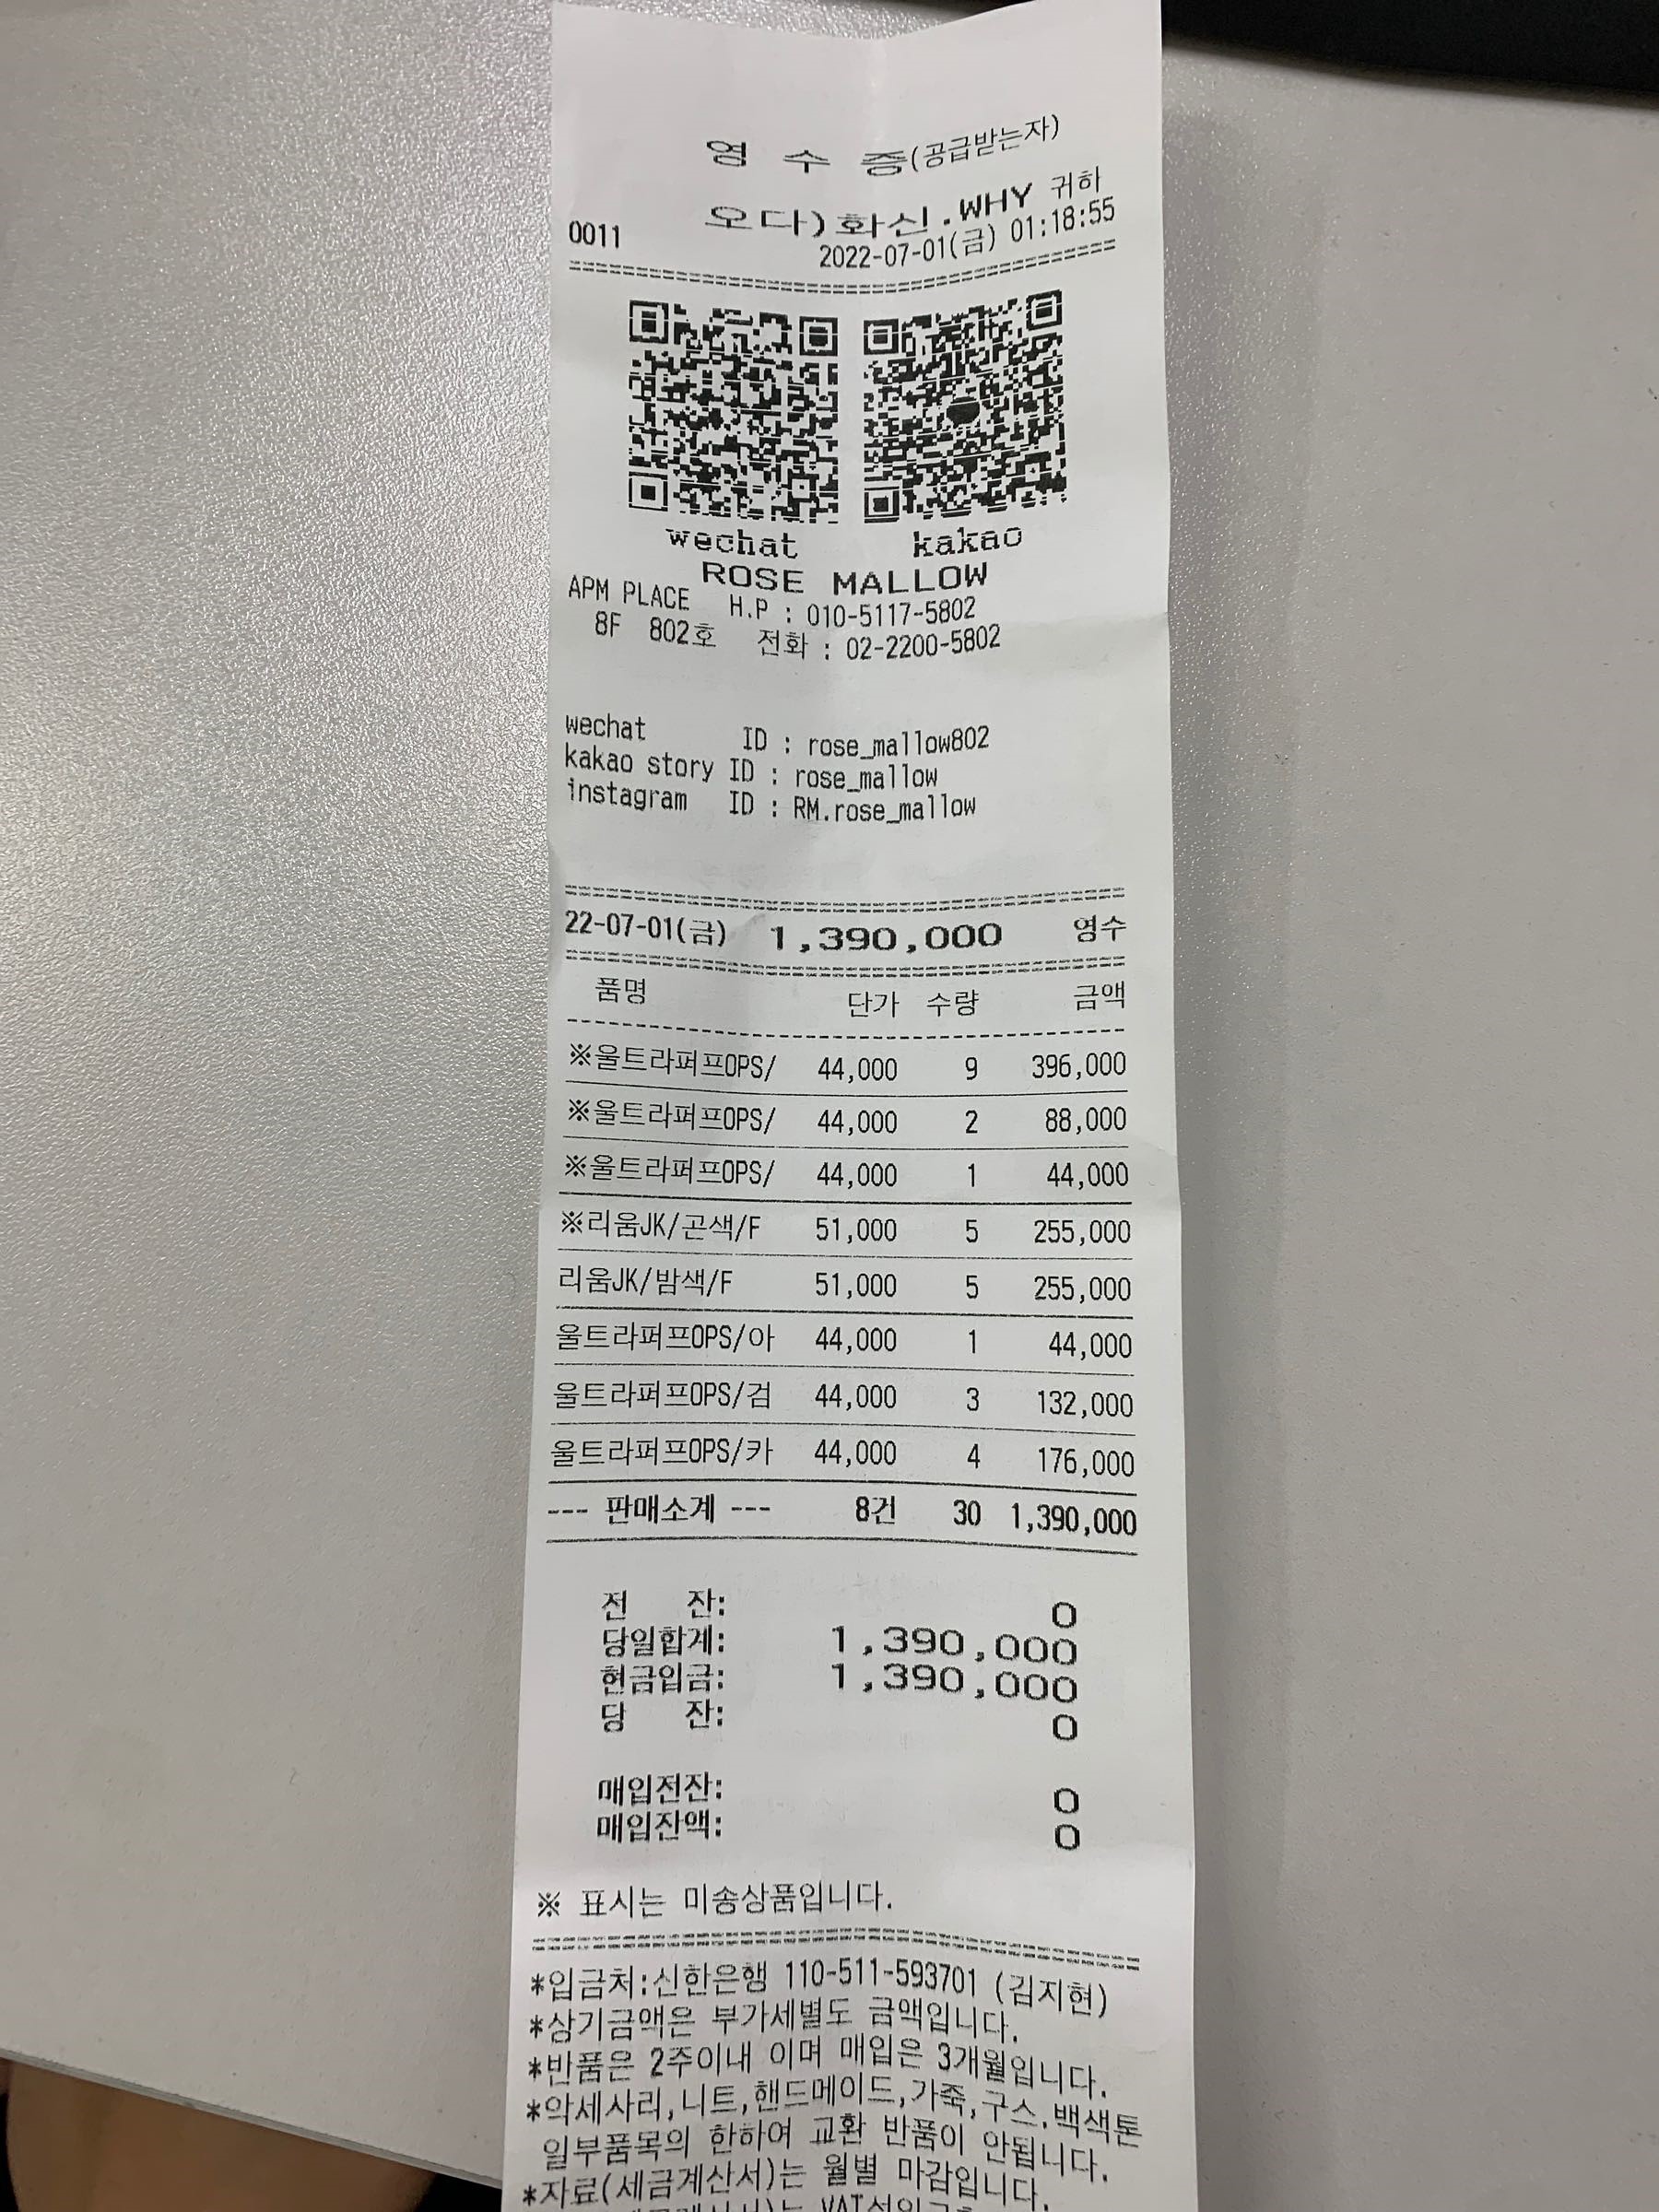 영 수 증(공급받는자)
오다)화신.WHY 귀하
0011 2022-07-01(금) 01:18:55
wechat kakao
ROSE MALLOW
APM PLACE H.P : 010-5117-5802
8F 802호 전화 : 02-2200-5802
wechat ID : rose_mallow802
kakao story ID : rose_mallow
instagram ID : RM.rose_mallow
22-07-01(금) 1,390,000 영수
품명 단가 수량 금액
※울트라퍼프OPS/ 44,000 9 396,000
※울트라퍼프OPS/ 44,000 2 88,000
※울트라퍼프OPS/ 44,000 1 44,000
※리움JK/곤색/F 51,000 5 255,000
리움JK/밤색/F 51,000 5 255,000
울트라퍼프OPS/아 44,000 1 44,000
울트라퍼프OPS/검 44,000 3 132,000
울트라퍼프OPS/카 44,000 4 176,000
--- 판매소계 --- 8건 30 1,390,000
전 잔: 0
당일합계: 1,390,000
현금입금: 1,390,000
당 잔: 0
매입전잔: 0
매입잔액: 0
※ 표시는 미송상품입니다.
*입금처:신한은행 110-511-593701 (김지현)
*상기금액은 부가세별도 금액입니다.
*반품은 2주이내 이며 매입은 3개월입니다.
*악세사리,니트,핸드메이드,가죽,구스,백색톤
일부품목의 한하여 교환 반품이 안됩니다.
*자료(세금계산서)는 월별 마감입니다.